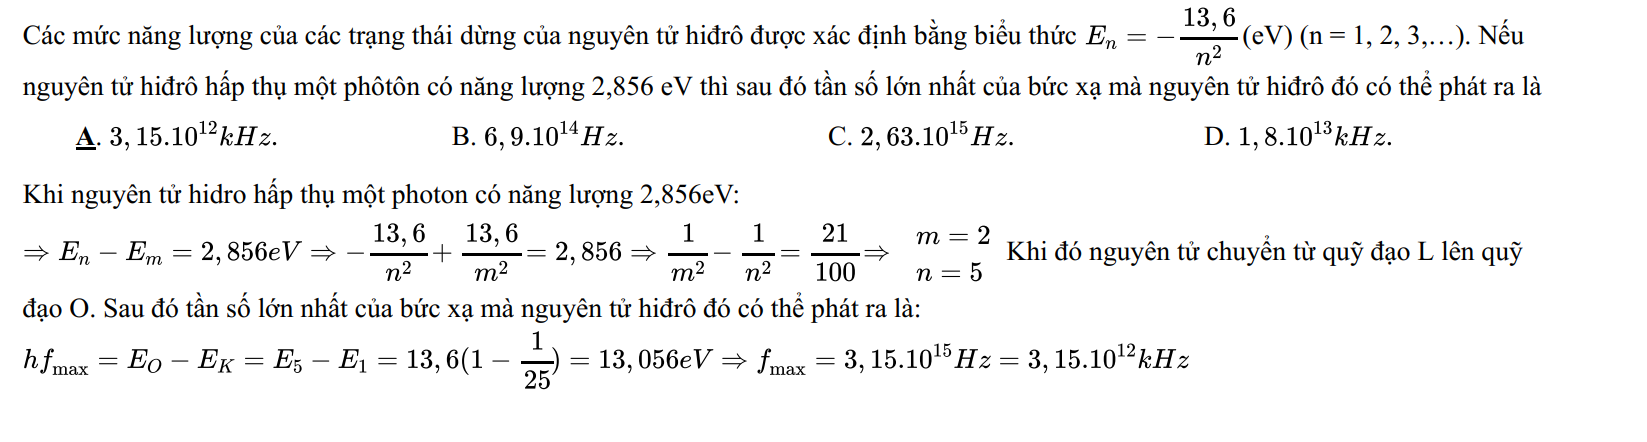 Các mức năng lượng của các trạng thái dừng của nguyên tử hiđrô được xác định bằng biểu thức $E_n = -\dfrac{13,6}{n^2}$(eV) (n = 1, 2, 3,…). Nếu
nguyên tử hiđrô hấp thụ một phôtôn có năng lượng 2,856 eV thì sau đó tần số lớn nhất của bức xạ mà nguyên tử hiđrô đó có thể phát ra là
A. $3,15.10^{12}kHz.$ B. $6,9.10^{14}Hz.$ C. $2,63.10^{15}Hz.$ D. $1,8.10^{13}kHz.$
Khi nguyên tử hidro hấp thụ một photon có năng lượng 2,856eV:
$\Rightarrow E_n - E_m = 2,856eV \Rightarrow -\dfrac{13,6}{n^2} + \dfrac{13,6}{m^2} = 2,856 \Rightarrow \dfrac{1}{m^2} - \dfrac{1}{n^2} = \dfrac{21}{100} \Rightarrow \begin{matrix} m = 2 \\ n = 5 \end{matrix}$ Khi đó nguyên tử chuyển từ quỹ đạo L lên quỹ
đạo O. Sau đó tần số lớn nhất của bức xạ mà nguyên tử hiđrô đó có thể phát ra là:
$hf_{\max} = E_O - E_K = E_5 - E_1 = 13,6(1 - \dfrac{1}{25}) = 13,056eV \Rightarrow f_{\max} = 3,15.10^{15}Hz = 3,15.10^{12}kHz$